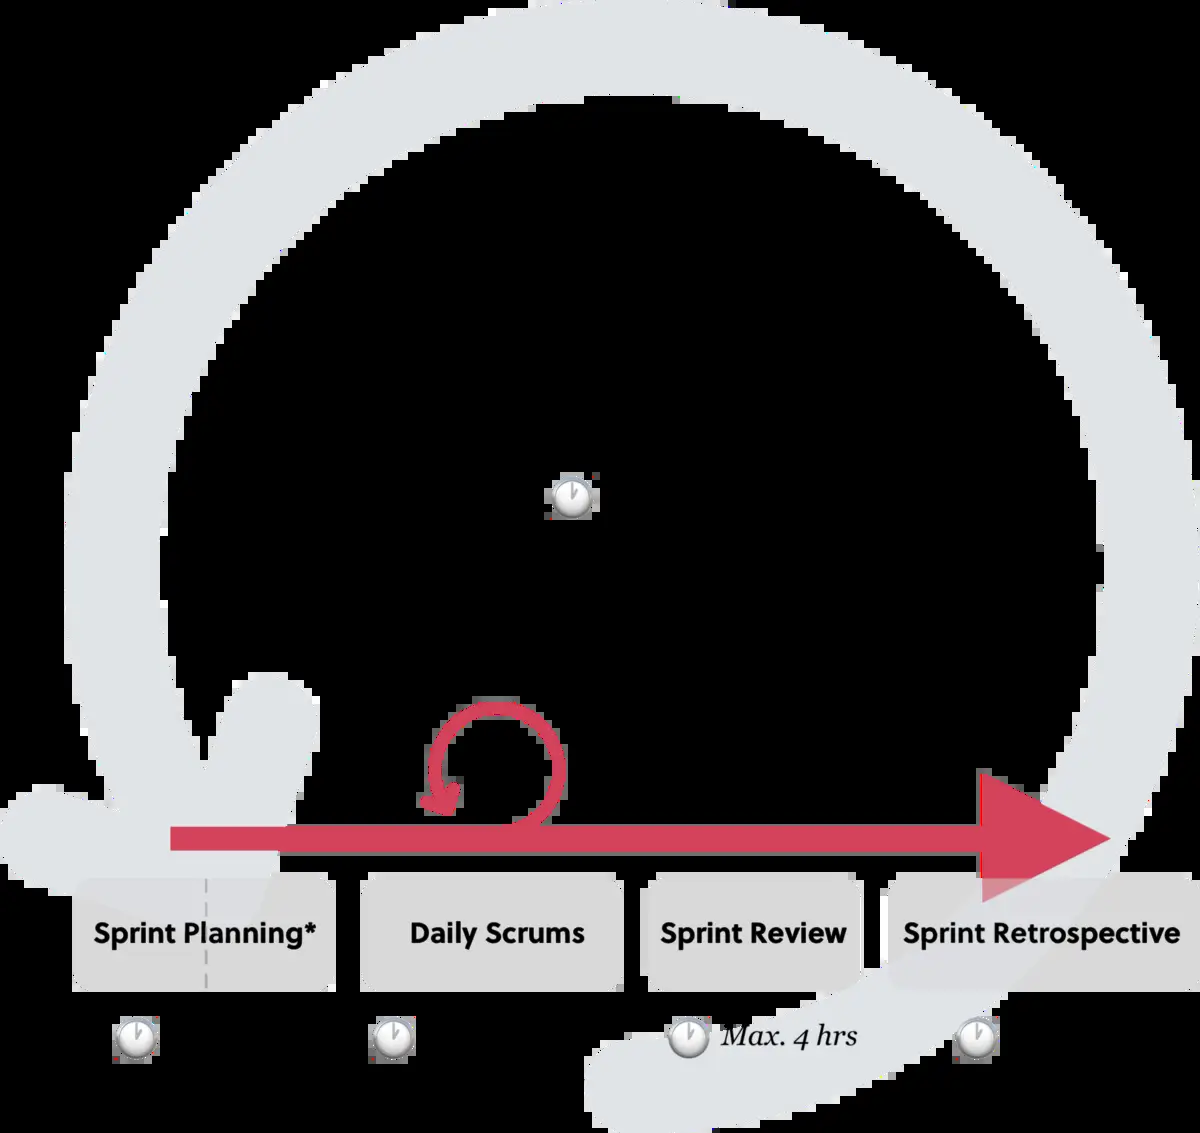 Sprint Planning*
Daily Scrums
Sprint Review
Sprint Retrospective
Max. 4 hrs